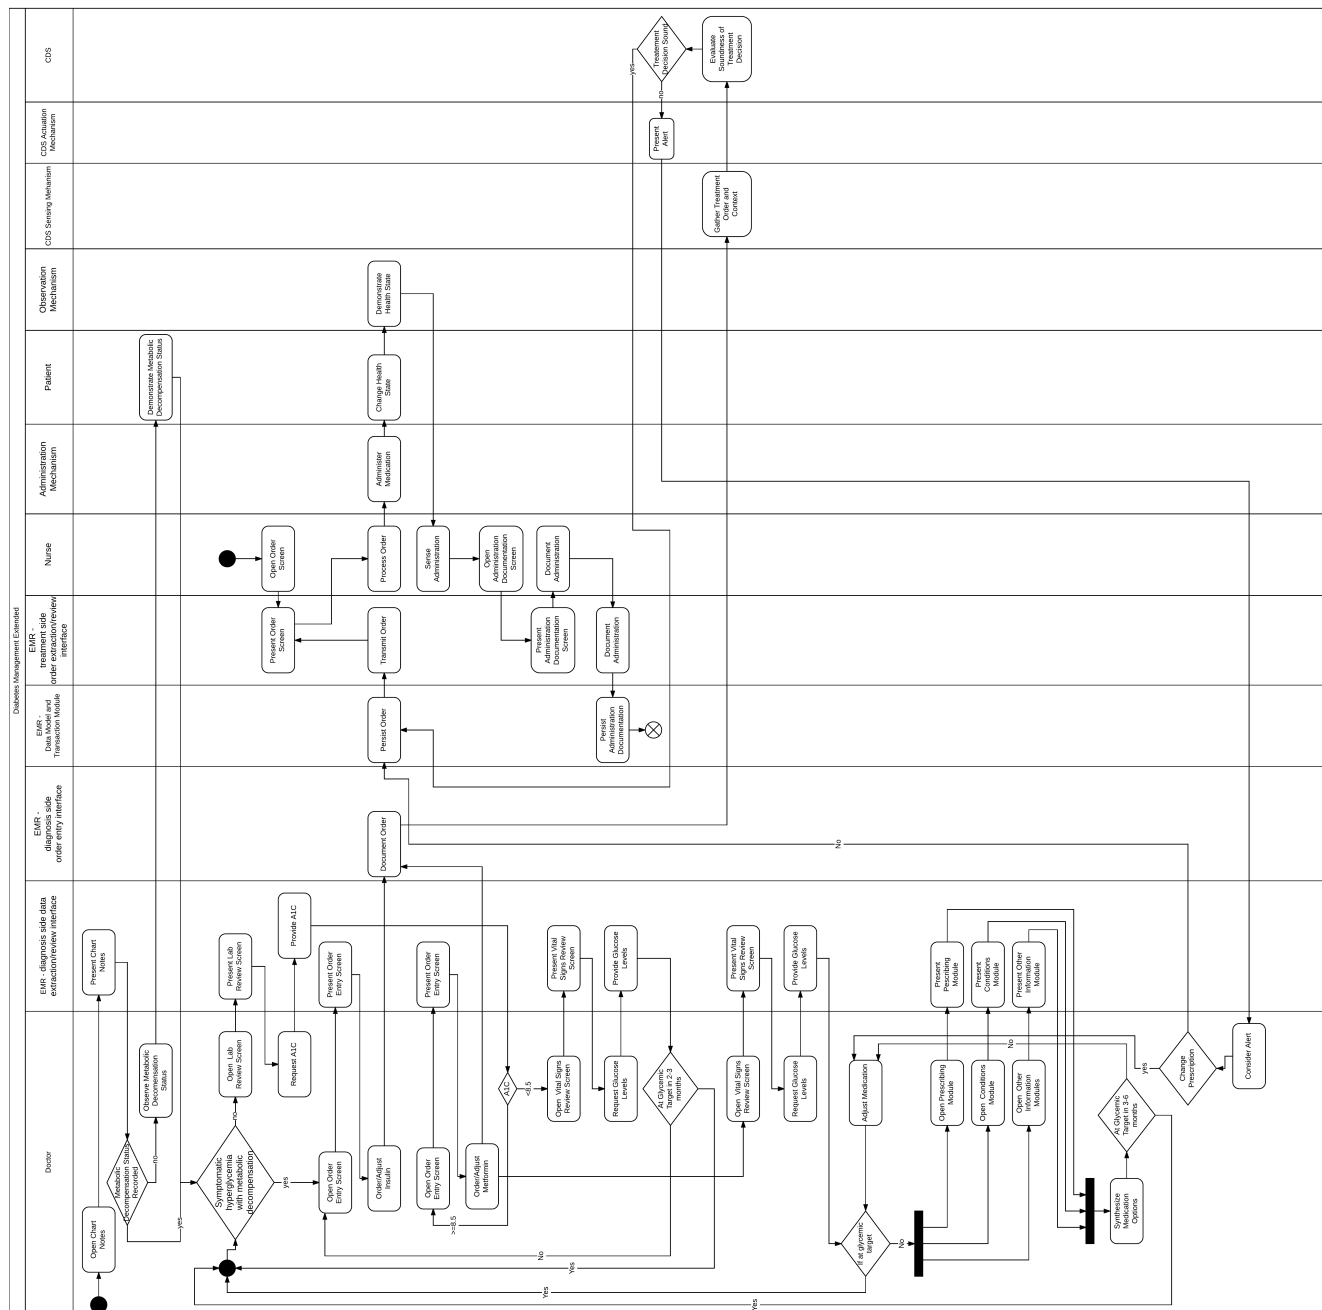 Diabetes Management Extended
CDS
CDS Actuation
Mechanism
CDS Sensing Mehanism
Observation
Mechanism
Patient
Administration
Mechanism
Nurse
EMR -
treatment side
order extraction/review
interface
EMR -
Data Model and
Transaction Module
EMR -
diagnosis side
order entry interface
EMR - diagnosis side data
extraction/review interface
Doctor
Treatement
Decision Sound
yes
no
Evaluate
Soundness of
Treatment
Decision
Present
Alert
Gather Treatment
Order and
Context
Demonstrate
Health State
Demonstrate Metabolic
Decompensation Status
Change Health
State
Administer
Medication
Open Order
Screen
Process Order
Sense
Administration
Open
Administration
Documentation
Screen
Document
Administration
Present Order
Screen
Transmit Order
Present
Administration
Documentation
Screen
Document
Administration
Persist Order
Persist
Administration
Documentation
Document Order
No
Present Chart
Notes
Present Lab
Review Screen
Provide A1C
Present Order
Entry Screen
Present Order
Entry Screen
Present Vital
Signs Review
Screen
Provide Glucose
Levels
Present Vital
Signs Review
Screen
Provide Glucose
Levels
Present
Pescribing
Module
Present
Conditions
Module
Present Other
Information
Module
Open Chart
Notes
Metabolic
Decompensation Status
Recorded
no
yes
Observe Metabolic
Decomensation
Status
Symptomatic
hyperglycemia
with metabolic
decompensation
no
yes
Open Lab
Review Screen
Request A1C
Open Order
Entry Screen
Order/Adjust
Insulin
Open Order
Entry Screen
>=8.5
Order/Adjust
Metformin
A1C
<8.5
Open Vital Signs
Review Screen
Request Glucose
Levels
At Glycemic
Target in 2-3
months
No
Yes
Open Vital Signs
Review Screen
Request Glucose
Levels
Adjust Medication
If at glycemic
target
No
Yes
Open Prescribing
Module
Open Conditions
Module
Open Other
Information
Modules
Synthesize
Medication
Options
At Glycemic
Target in 3-6
months
No
Yes
yes
Change
Prescription
Consider Alert